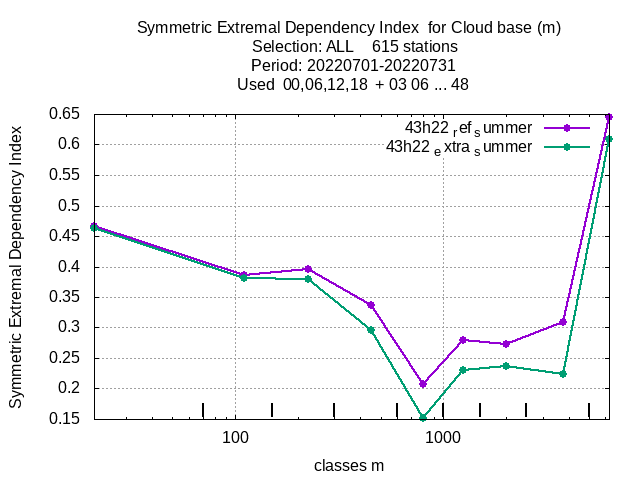 Symmetric Extremal Dependency Index for Cloud base (m)
Selection: ALL 615 stations
Period: 20220701-20220731
Used 00,06,12,18 + 03 06 ... 48
Symmetric Extremal Dependency Index
0.65
0.6
0.55
0.5
0.45
0.4
0.35
0.3
0.25
0.2
0.15
43h22 ref summer
43h22 extra summer
100 1000
classes m